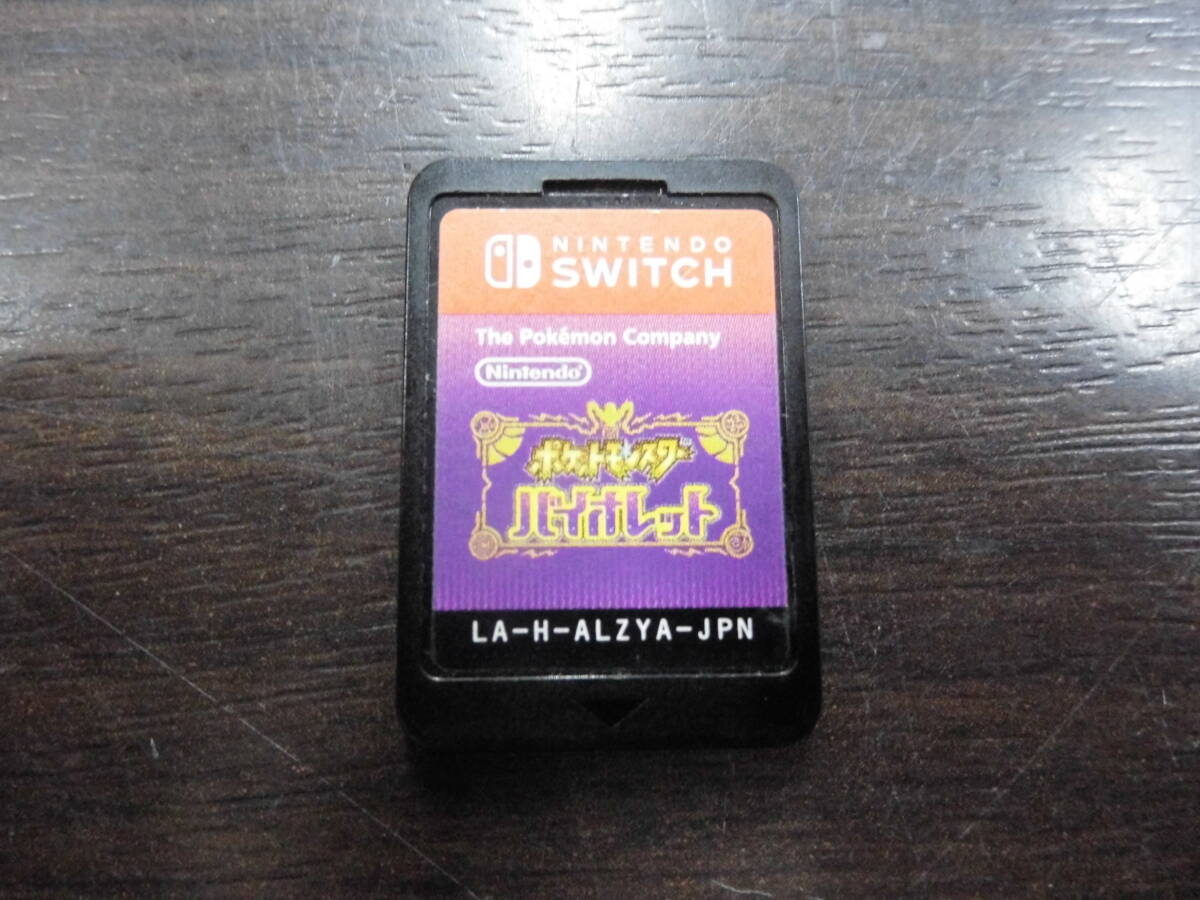 NINTENDO
SWITCH
The Pokémon Company
Nintendo
ポケットモンスター
バイオレット
LA-H-ALZYA-JPN